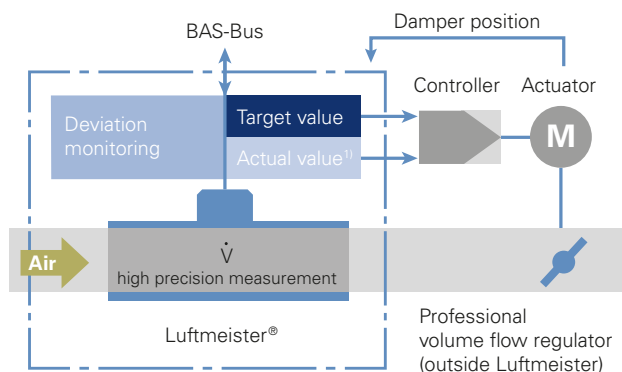 Damper position
BAS-Bus
Controller
Actuator
Deviation
monitoring
Target value
Actual value¹⁾
M
Air
V̇
high precision measurement
Luftmeister®
Professional
volume flow regulator
(outside Luftmeister)